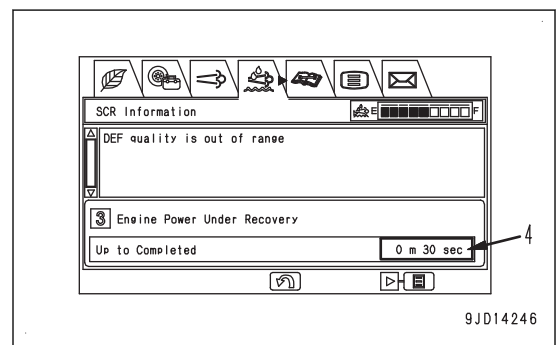 SCR Information
E F
DEF quality is out of range
3 Engine Power Under Recovery
Up to Completed 0 m 30 sec
4
9JD14246